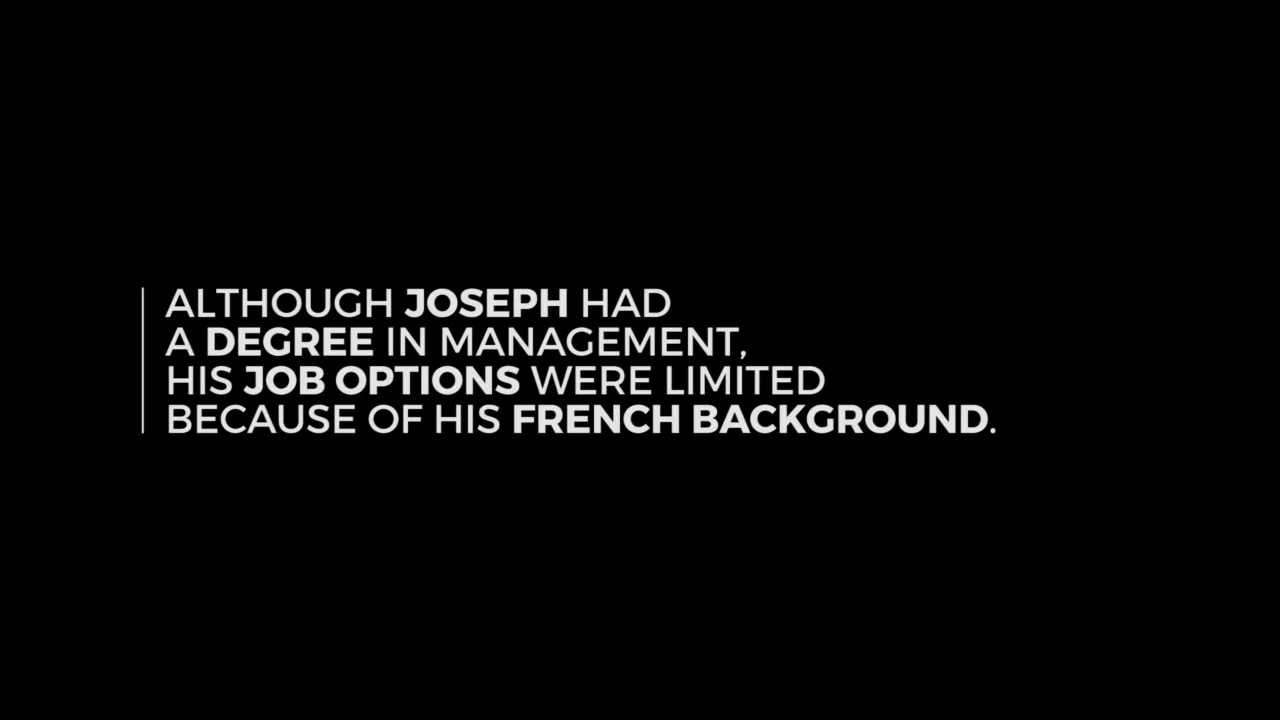 ALTHOUGH JOSEPH HAD
A DEGREE IN MANAGEMENT,
HIS JOB OPTIONS WERE LIMITED
BECAUSE OF HIS FRENCH BACKGROUND.